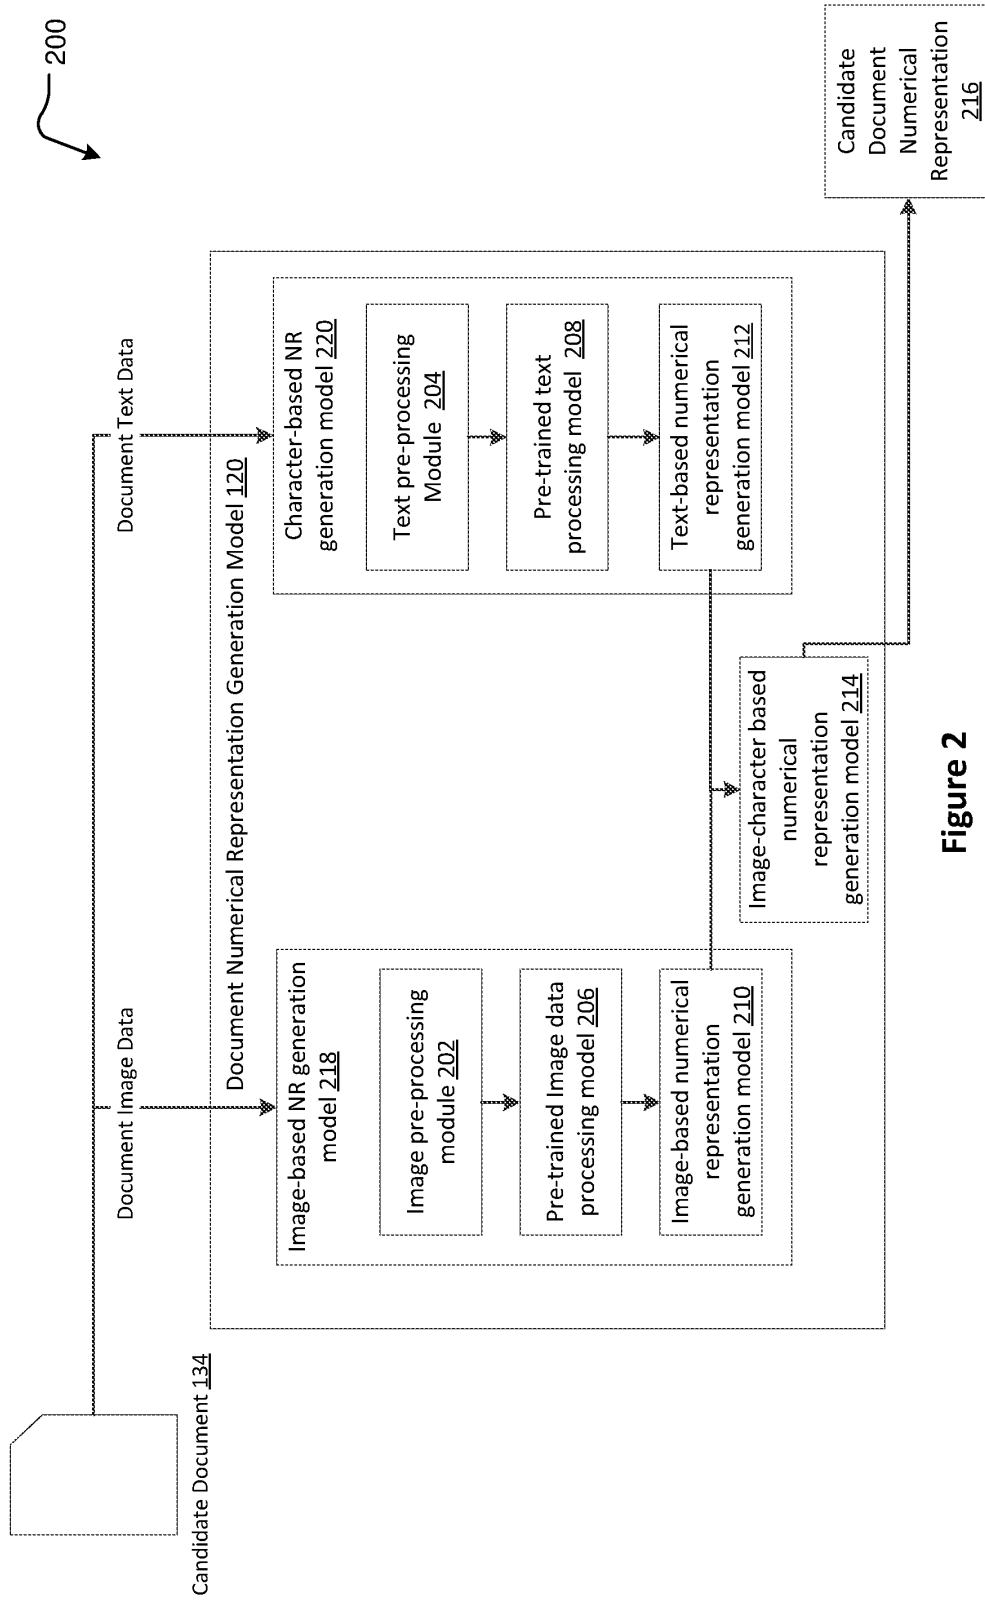 200
Candidate Document 134
Document Image Data
Document Text Data
Document Numerical Representation Generation Model 120
Image-based NR generation
model 218
Image pre-processing
module 202
Pre-trained Image data
processing model 206
Image-based numerical
representation
generation model 210
Character-based NR
generation model 220
Text pre-processing
Module 204
Pre-trained text
processing model 208
Text-based numerical
representation
generation model 212
Image-character based
numerical
representation
generation model 214
Candidate
Document
Numerical
Representation
216
Figure 2